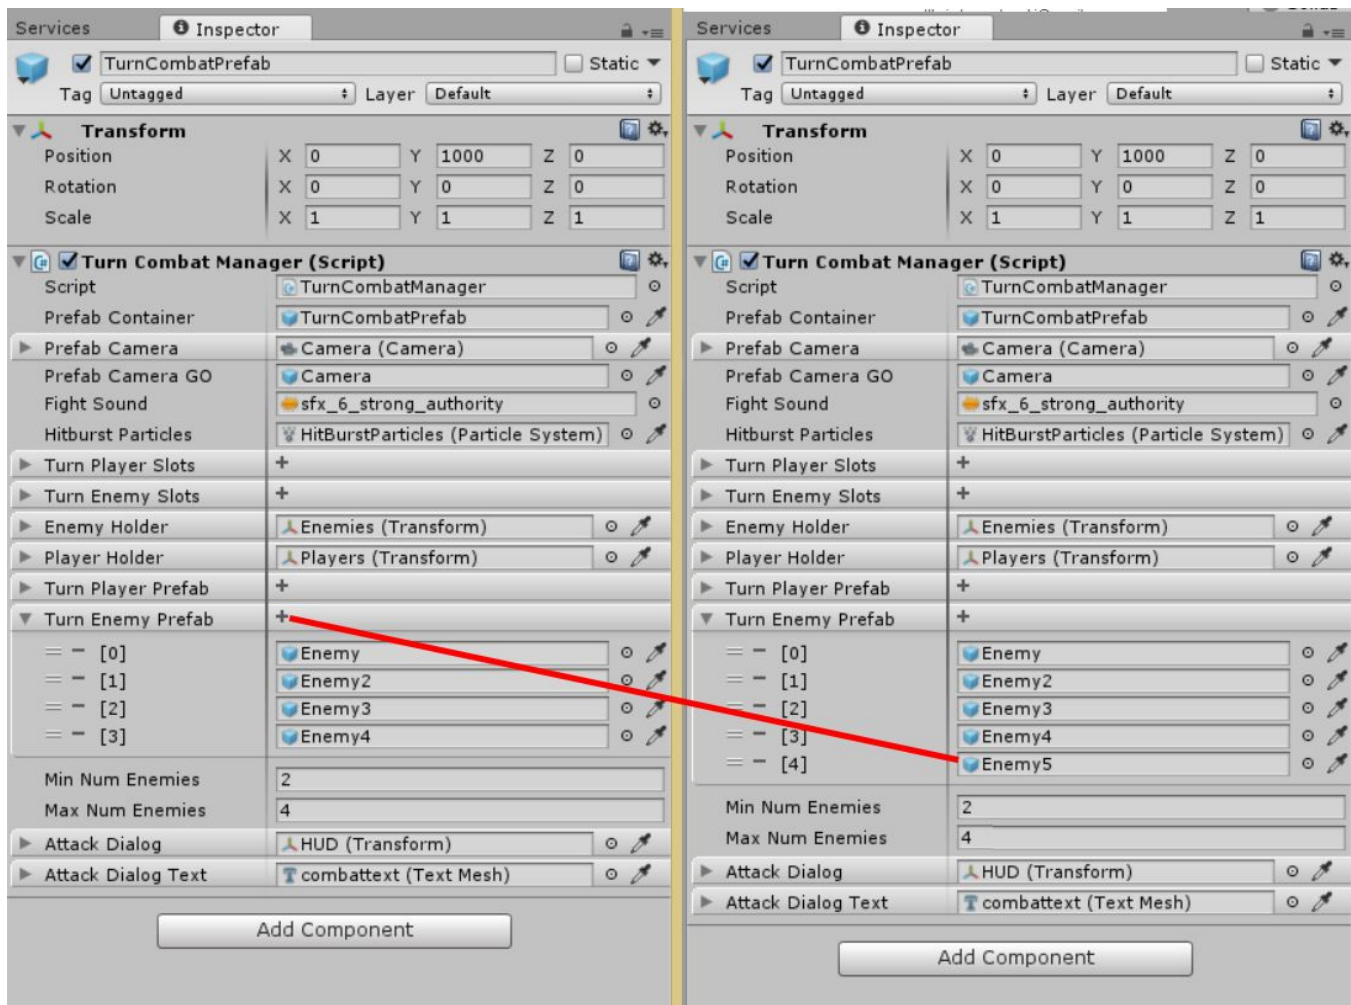 Services Inspector
TurnCombatPrefab Static
Tag Untagged Layer Default
Transform
Position X 0 Y 1000 Z 0
Rotation X 0 Y 0 Z 0
Scale X 1 Y 1 Z 1
Turn Combat Manager (Script)
Script TurnCombatManager
Prefab Container TurnCombatPrefab
Prefab Camera Camera (Camera)
Prefab Camera GO Camera
Fight Sound sfx_6_strong_authority
Hitburst Particles HitBurstParticles (Particle System)
Turn Player Slots +
Turn Enemy Slots +
Enemy Holder Enemies (Transform)
Player Holder Players (Transform)
Turn Player Prefab +
Turn Enemy Prefab +
[0] Enemy
[1] Enemy2
[2] Enemy3
[3] Enemy4
Min Num Enemies 2
Max Num Enemies 4
Attack Dialog HUD (Transform)
Attack Dialog Text combattext (Text Mesh)
Add Component
Services Inspector
TurnCombatPrefab Static
Tag Untagged Layer Default
Transform
Position X 0 Y 1000 Z 0
Rotation X 0 Y 0 Z 0
Scale X 1 Y 1 Z 1
Turn Combat Manager (Script)
Script TurnCombatManager
Prefab Container TurnCombatPrefab
Prefab Camera Camera (Camera)
Prefab Camera GO Camera
Fight Sound sfx_6_strong_authority
Hitburst Particles HitBurstParticles (Particle System)
Turn Player Slots +
Turn Enemy Slots +
Enemy Holder Enemies (Transform)
Player Holder Players (Transform)
Turn Player Prefab +
Turn Enemy Prefab +
[0] Enemy
[1] Enemy2
[2] Enemy3
[3] Enemy4
[4] Enemy5
Min Num Enemies 2
Max Num Enemies 4
Attack Dialog HUD (Transform)
Attack Dialog Text combattext (Text Mesh)
Add Component